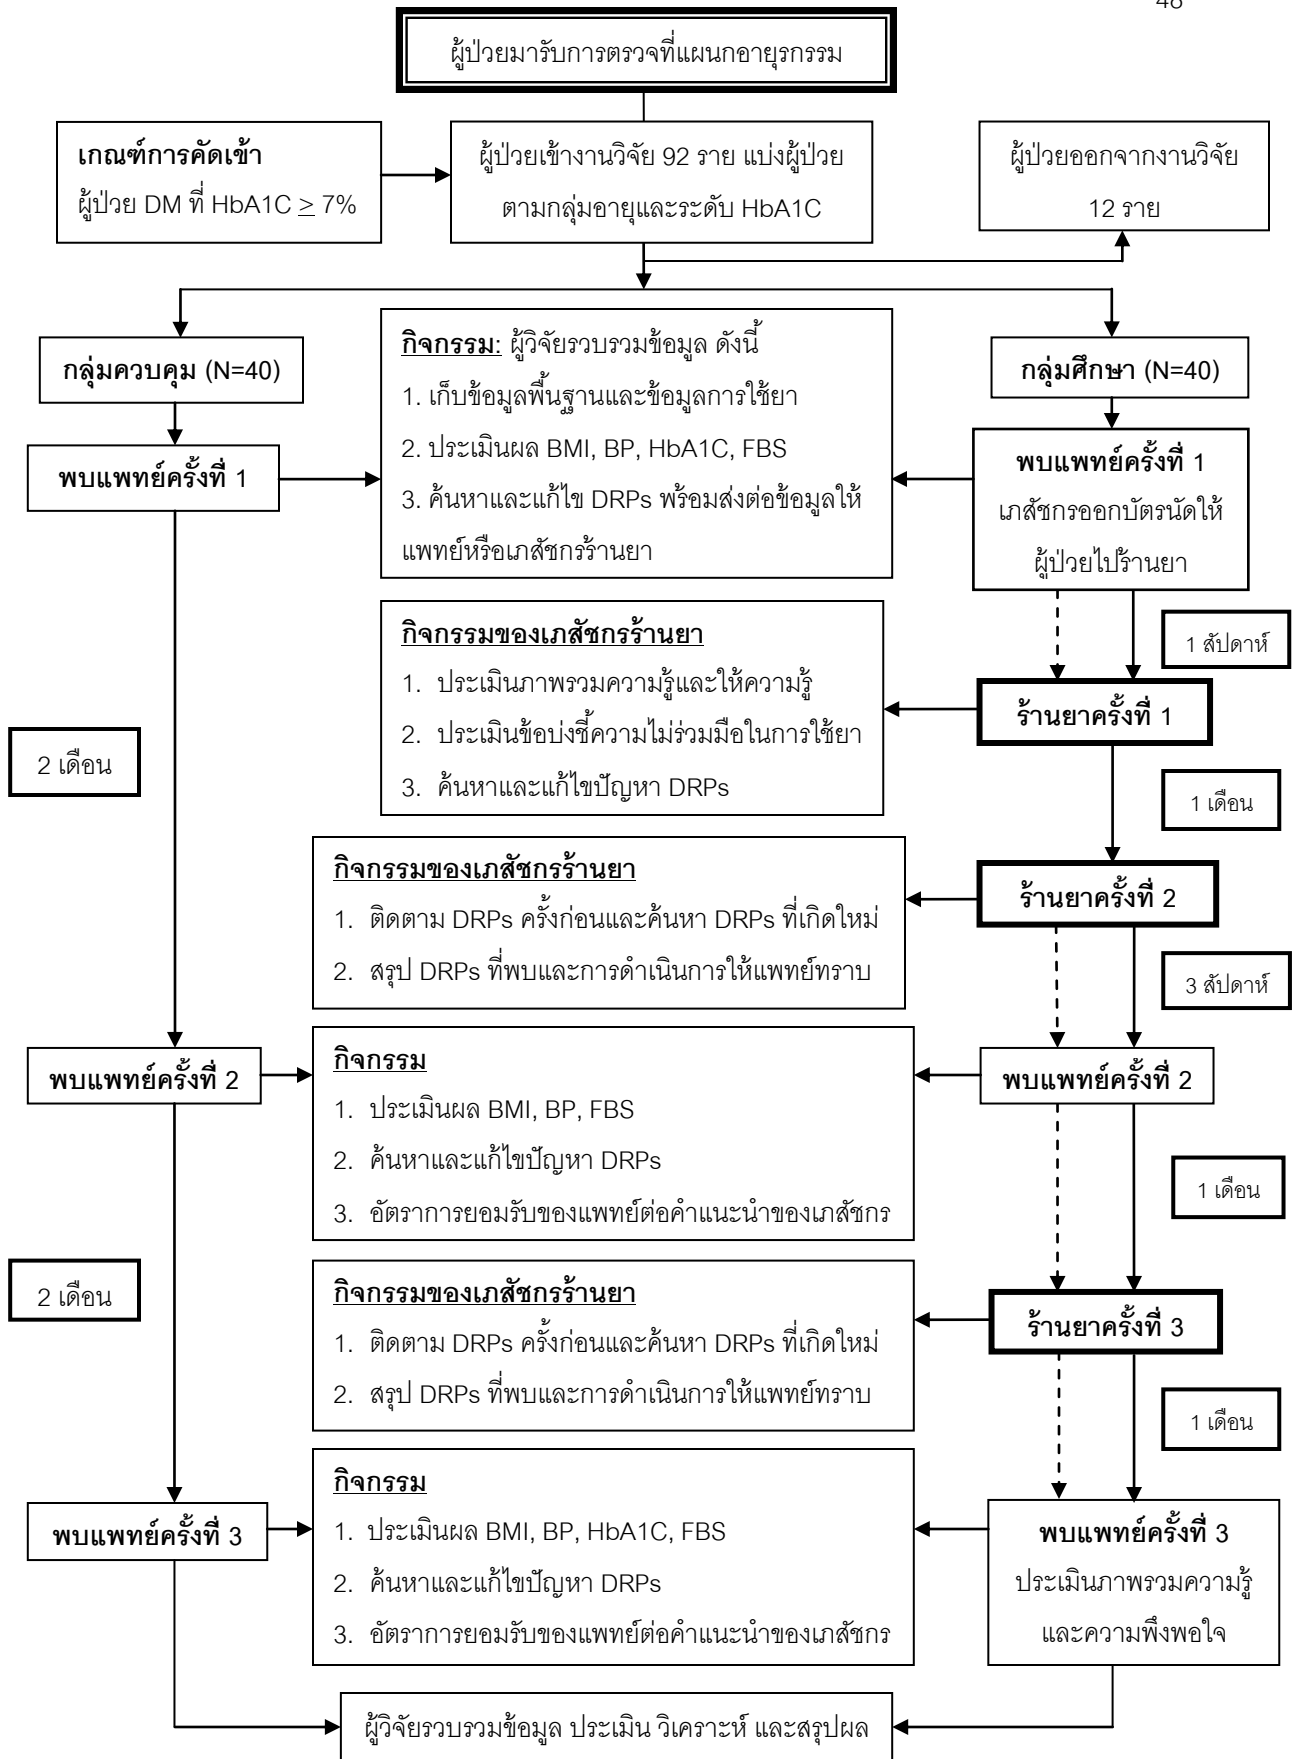 48
ผู้ป่วยมารับการตรวจที่แผนกอายุรกรรม
เกณฑ์การคัดเข้า
ผู้ป่วย DM ที่ HbA1C ≥ 7%
ผู้ป่วยเข้างานวิจัย 92 ราย แบ่งผู้ป่วย
ตามกลุ่มอายุและระดับ HbA1C
ผู้ป่วยออกจากงานวิจัย
12 ราย
กลุ่มควบคุม (N=40)
พบแพทย์ครั้งที่ 1
กิจกรรม: ผู้วิจัยรวบรวมข้อมูล ดังนี้
1. เก็บข้อมูลพื้นฐานและข้อมูลการใช้ยา
2. ประเมินผล BMI, BP, HbA1C, FBS
3. ค้นหาและแก้ไข DRPs พร้อมส่งต่อข้อมูลให้
แพทย์หรือเภสัชกรร้านยา
กลุ่มศึกษา (N=40)
พบแพทย์ครั้งที่ 1
เภสัชกรออกบัตรนัดให้
ผู้ป่วยไปร้านยา
1 สัปดาห์
กิจกรรมของเภสัชกรร้านยา
1. ประเมินภาพรวมความรู้และให้ความรู้
2. ประเมินข้อบ่งชี้ความไม่ร่วมมือในการใช้ยา
3. ค้นหาและแก้ไขปัญหา DRPs
ร้านยาครั้งที่ 1
2 เดือน
1 เดือน
กิจกรรมของเภสัชกรร้านยา
1. ติดตาม DRPs ครั้งก่อนและค้นหา DRPs ที่เกิดใหม่
2. สรุป DRPs ที่พบและการดำเนินการให้แพทย์ทราบ
ร้านยาครั้งที่ 2
3 สัปดาห์
พบแพทย์ครั้งที่ 2
กิจกรรม
1. ประเมินผล BMI, BP, FBS
2. ค้นหาและแก้ไขปัญหา DRPs
3. อัตราการยอมรับของแพทย์ต่อคำแนะนำของเภสัชกร
พบแพทย์ครั้งที่ 2
1 เดือน
2 เดือน
กิจกรรมของเภสัชกรร้านยา
1. ติดตาม DRPs ครั้งก่อนและค้นหา DRPs ที่เกิดใหม่
2. สรุป DRPs ที่พบและการดำเนินการให้แพทย์ทราบ
ร้านยาครั้งที่ 3
1 เดือน
พบแพทย์ครั้งที่ 3
กิจกรรม
1. ประเมินผล BMI, BP, HbA1C, FBS
2. ค้นหาและแก้ไขปัญหา DRPs
3. อัตราการยอมรับของแพทย์ต่อคำแนะนำของเภสัชกร
พบแพทย์ครั้งที่ 3
ประเมินภาพรวมความรู้
และความพึงพอใจ
ผู้วิจัยรวบรวมข้อมูล ประเมิน วิเคราะห์ และสรุปผล